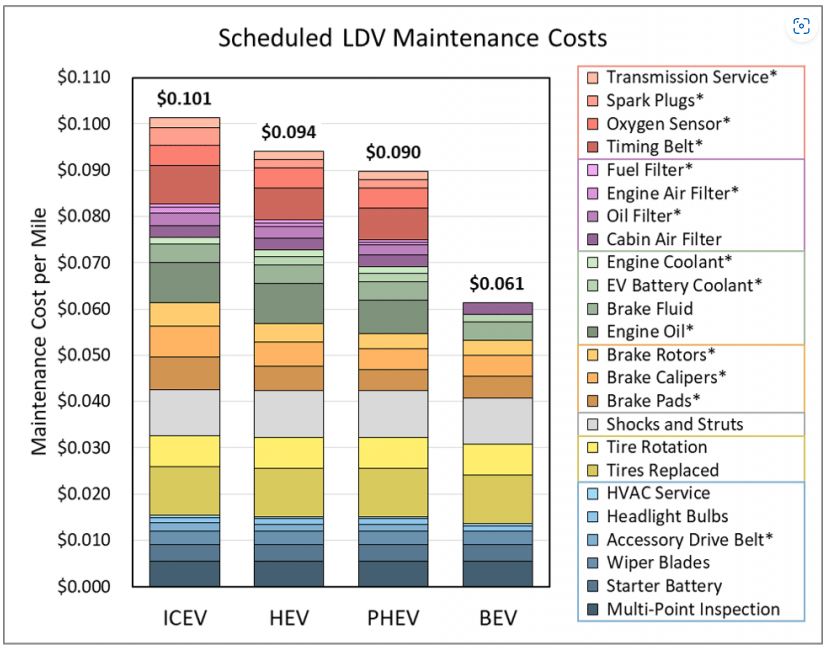 Scheduled LDV Maintenance Costs
Maintenance Cost per Mile
$0.110
$0.100
$0.090
$0.080
$0.070
$0.060
$0.050
$0.040
$0.030
$0.020
$0.010
$0.000
$0.101
$0.094
$0.090
$0.061
ICEV
HEV
PHEV
BEV
Transmission Service*
Spark Plugs*
Oxygen Sensor*
Timing Belt*
Fuel Filter*
Engine Air Filter*
Oil Filter*
Cabin Air Filter
Engine Coolant*
EV Battery Coolant*
Brake Fluid
Engine Oil*
Brake Rotors*
Brake Calipers*
Brake Pads*
Shocks and Struts
Tire Rotation
Tires Replaced
HVAC Service
Headlight Bulbs
Accessory Drive Belt*
Wiper Blades
Starter Battery
Multi-Point Inspection